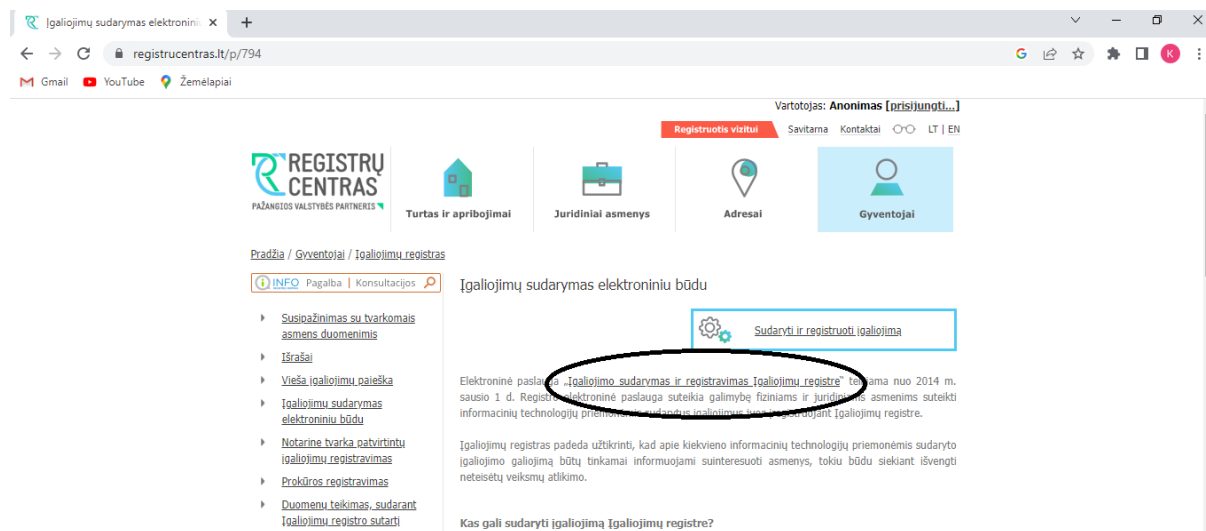 Įgaliojimų sudarymas elektronini
registrucentras.lt/p/794
Gmail YouTube Žemėlapiai
Vartotojas: Anonimas [prisijungti...]
Registruotis vizitui Savitarna Kontaktai LT | EN
REGISTRŲ
CENTRAS
PAŽANGIOS VALSTYBĖS PARTNERIS
Turtas ir apribojimai Juridiniai asmenys Adresai Gyventojai
Pradžia / Gyventojai / Įgaliojimų registras
INFO Pagalba | Konsultacijos
Susipažinimas su tvarkomais
asmens duomenimis
Išrašai
Vieša įgaliojimų paieška
Įgaliojimų sudarymas
elektroniniu būdu
Notarine tvarka patvirtintų
įgaliojimų registravimas
Prokūros registravimas
Duomenų teikimas, sudarant
Įgaliojimų registro sutartį
Įgaliojimų sudarymas elektroniniu būdu
Sudaryti ir registruoti įgaliojimą
Elektroninė paslauga „Įgaliojimo sudarymas ir registravimas Įgaliojimų registre" teikiama nuo 2014 m.
sausio 1 d. Registro elektroninė paslauga suteikia galimybę fiziniams ir juridiniams asmenims suteikti
informacinių technologijų priemonėmis sudarytus įgaliojimus juos įregistruojant Įgaliojimų registre.
Įgaliojimų registras padeda užtikrinti, kad apie kiekvieno informacinių technologijų priemonėmis sudaryto
įgaliojimo galiojimą būtų tinkamai informuojami suinteresuoti asmenys, tokiu būdu siekiant išvengti
neteisėtų veiksmų atlikimo.
Kas gali sudaryti įgaliojimą Įgaliojimų registre?